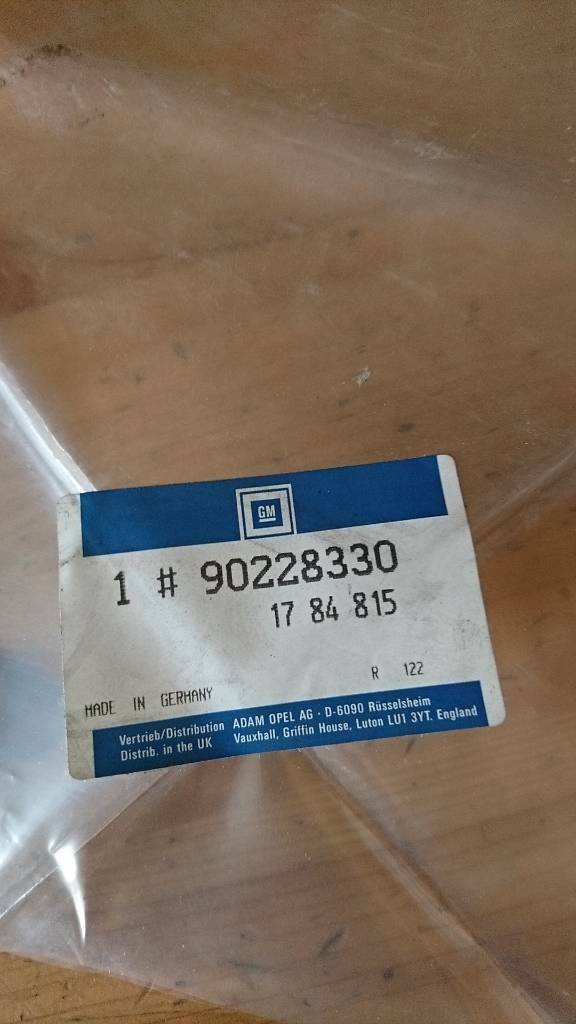 GM
1 # 90228330
17 84 815
R 122
MADE IN GERMANY
Vertrieb/Distribution ADAM OPEL AG · D-6090 Rüsselsheim
Distrib. in the UK Vauxhall, Griffin House, Luton LU1 3YT. England